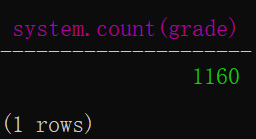 system.count(grade)
---------------------
1160
(1 rows)